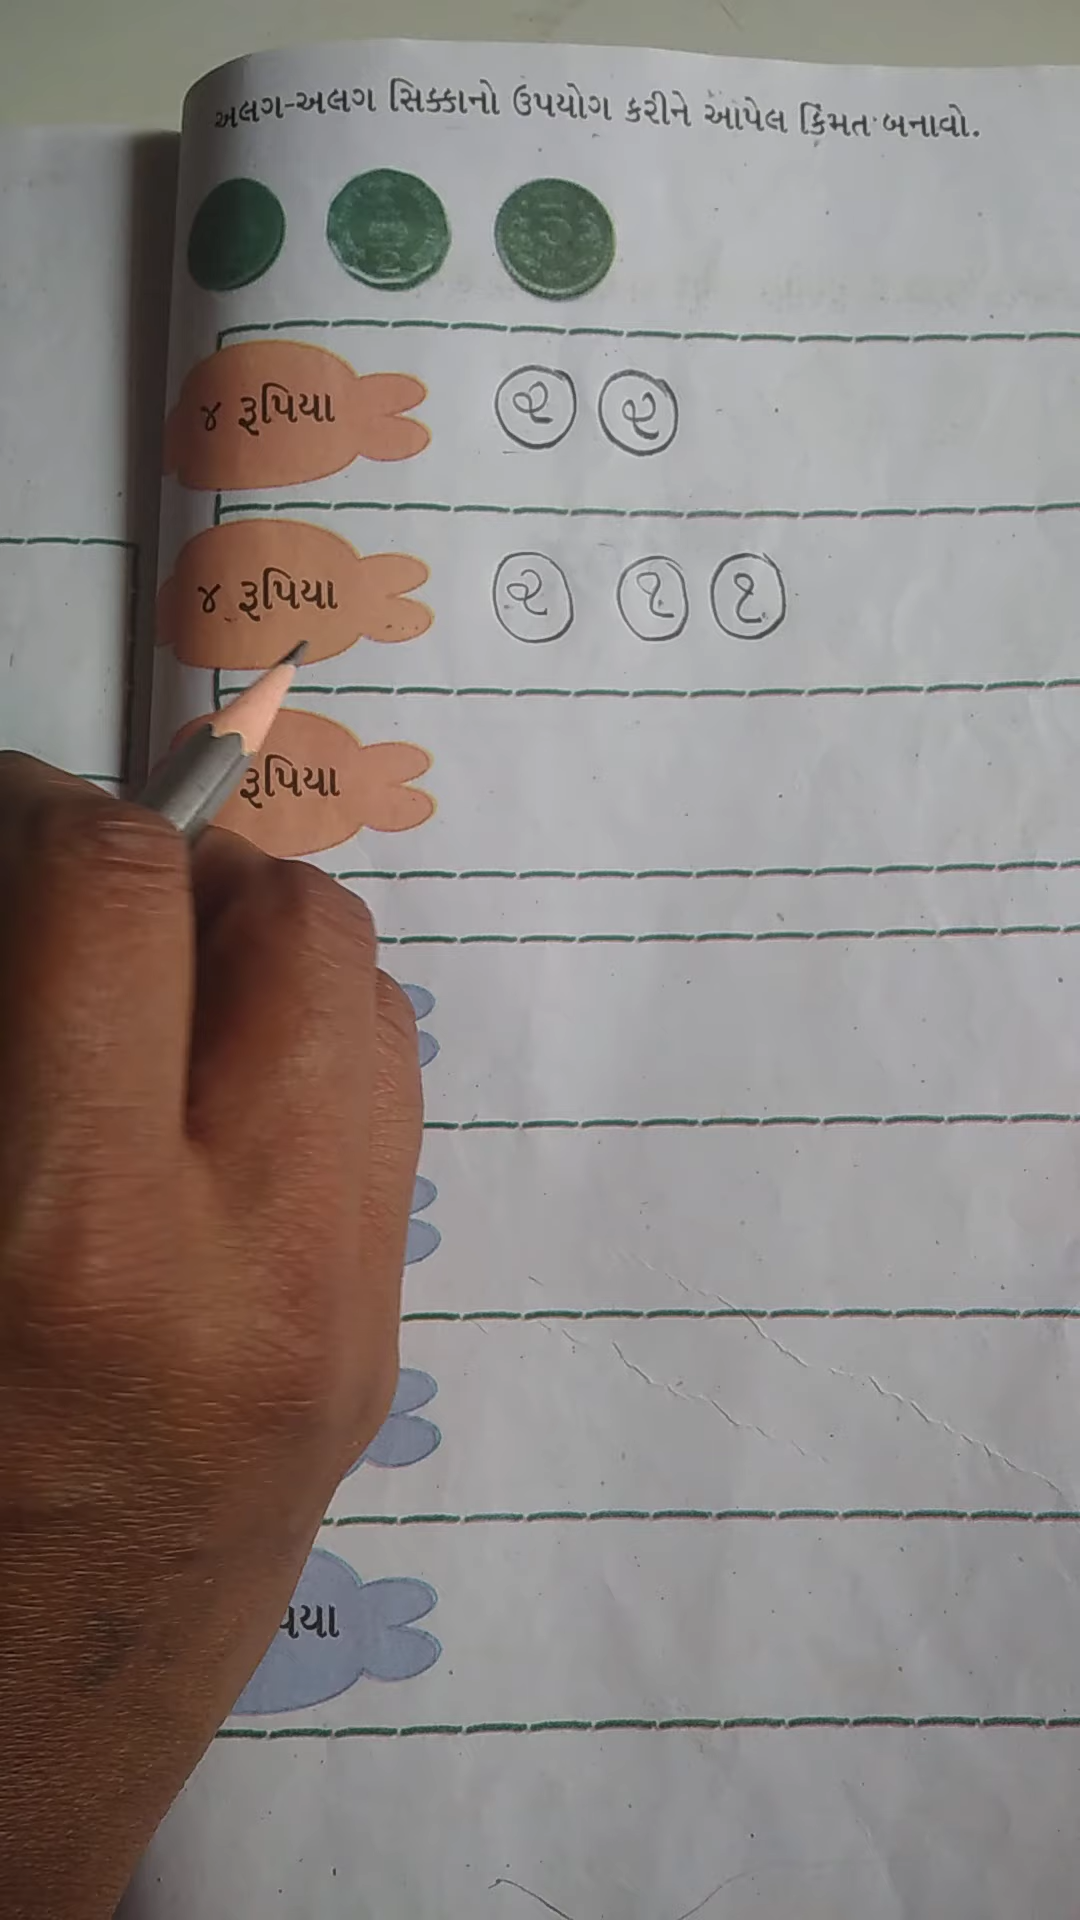 અલગ-અલગ સિક્કાનો ઉપયોગ કરીને આપેલ કિંમત બનાવો.
૪ રૂપિયા ૨ ૨
૪ રૂપિયા ૨ ૧ ૧
રૂપિયા